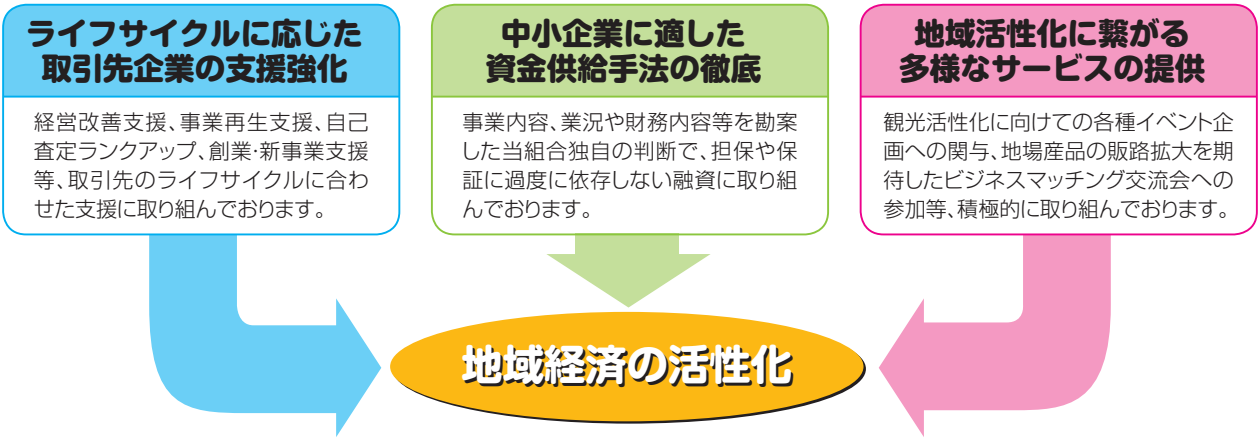 ライフサイクルに応じた
取引先企業の支援強化
経営改善支援、事業再生支援、自己
査定ランクアップ、創業・新事業支援
等、取引先のライフサイクルに合わ
せた支援に取り組んでおります。
中小企業に適した
資金供給手法の徹底
事業内容、業況や財務内容等を勘案
した当組合独自の判断で、担保や保
証に過度に依存しない融資に取り組
んでおります。
地域活性化に繋がる
多様なサービスの提供
観光活性化に向けての各種イベント企
画への関与、地場産品の販路拡大を期
待したビジネスマッチング交流会への
参加等、積極的に取り組んでおります。
地域経済の活性化